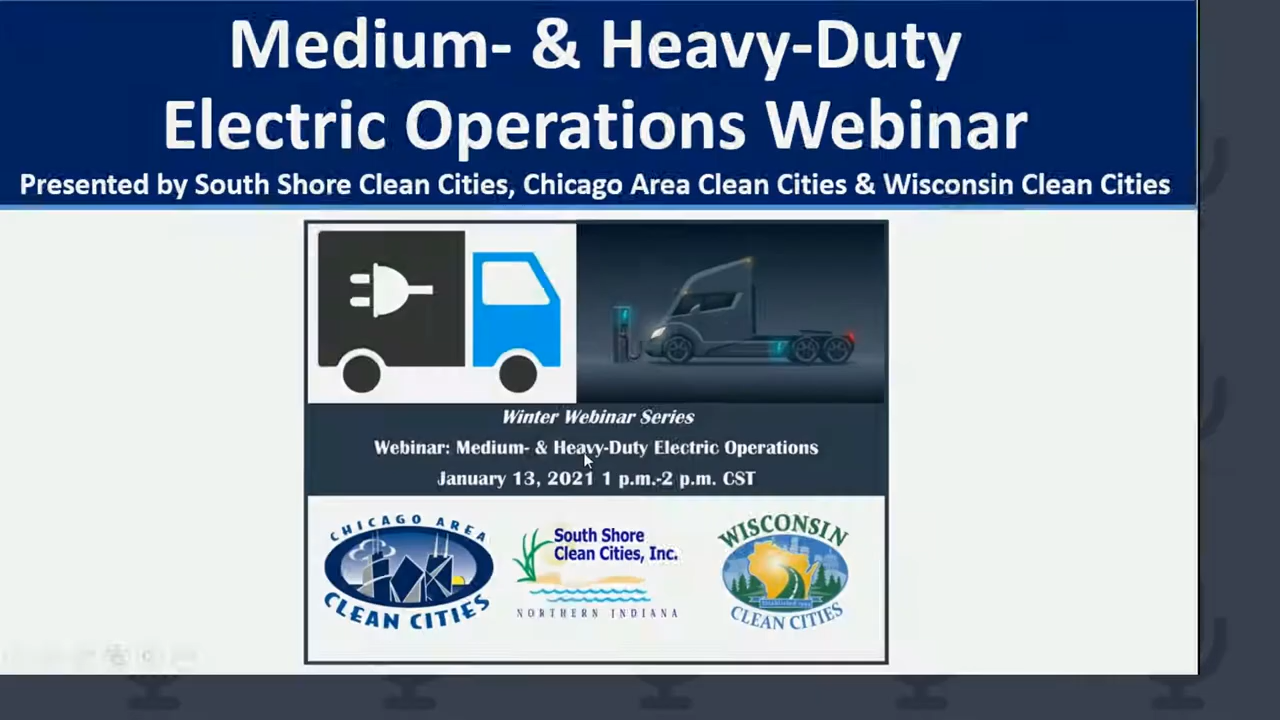 Medium- & Heavy-Duty
Electric Operations Webinar
Presented by South Shore Clean Cities, Chicago Area Clean Cities & Wisconsin Clean Cities
Winter Webinar Series
Webinar: Medium- & Heavy-Duty Electric Operations
January 13, 2021 1 p.m.-2 p.m. CST
CHICAGO AREA
CLEAN CITIES
South Shore
Clean Cities, Inc.
NORTHERN INDIANA
WISCONSIN
CLEAN CITIES